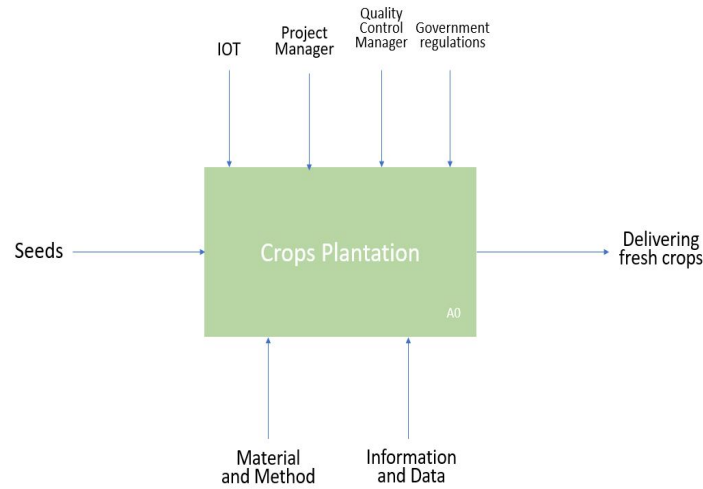 IOT
Project
Manager
Quality
Control
Manager
Government
regulations
Seeds
Crops Plantation
Delivering
fresh crops
A0
Material
and Method
Information
and Data